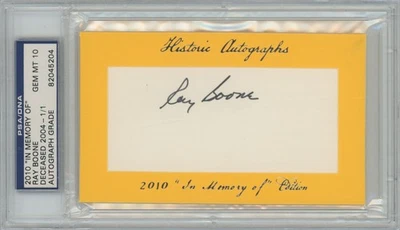 PSA/DNA
2010 "IN MEMORY OF"
RAY BOONE
DECEASED 2004 - 1/1
AUTOGRAPH GRADE
GEM MT 10
82045204
Historic Autographs
Ray Boone
2010 "In Memory of" Edition